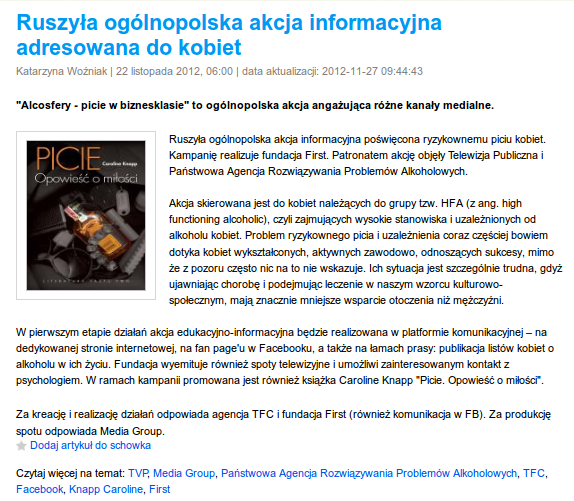 Ruszyła ogólnopolska akcja informacyjna
adresowana do kobiet
Katarzyna Woźniak | 22 listopada 2012, 06:00 | data aktualizacji: 2012-11-27 09:44:43
"Alcosfery - picie w biznesklasie" to ogólnopolska akcja angażująca różne kanały medialne.
PICIE
Caroline Knapp
Opowieść o miłości
Ruszyła ogólnopolska akcja informacyjna poświęcona ryzykownemu piciu kobiet.
Kampanię realizuje fundacja First. Patronatem akcję objęły Telewizja Publiczna i
Państwowa Agencja Rozwiązywania Problemów Alkoholowych.
Akcja skierowana jest do kobiet należących do grupy tzw. HFA (z ang. high
functioning alcoholic), czyli zajmujących wysokie stanowiska i uzależnionych od
alkoholu kobiet. Problem ryzykownego picia i uzależnienia coraz częściej bowiem
dotyka kobiet wykształconych, aktywnych zawodowo, odnoszących sukcesy, mimo
że z pozoru często nic na to nie wskazuje. Ich sytuacja jest szczególnie trudna, gdyż
ujawniając chorobę i podejmując leczenie w naszym wzorcu kulturowo-
społecznym, mają znacznie mniejsze wsparcie otoczenia niż mężczyźni.
W pierwszym etapie działań akcja edukacyjno-informacyjna będzie realizowana w platformie komunikacyjnej – na
dedykowanej stronie internetowej, na fan page'u w Facebooku, a także na łamach prasy: publikacja listów kobiet o
alkoholu w ich życiu. Fundacja wyemituje również spoty telewizyjne i umożliwi zainteresowanym kontakt z
psychologiem. W ramach kampanii promowana jest również książka Caroline Knapp "Picie. Opowieść o miłości".
Za kreację i realizację działań odpowiada agencja TFC i fundacja First (również komunikacja w FB). Za produkcję
spotu odpowiada Media Group.
Dodaj artykuł do schowka
Czytaj więcej na temat: TVP, Media Group, Państwowa Agencja Rozwiązywania Problemów Alkoholowych, TFC,
Facebook, Knapp Caroline, First